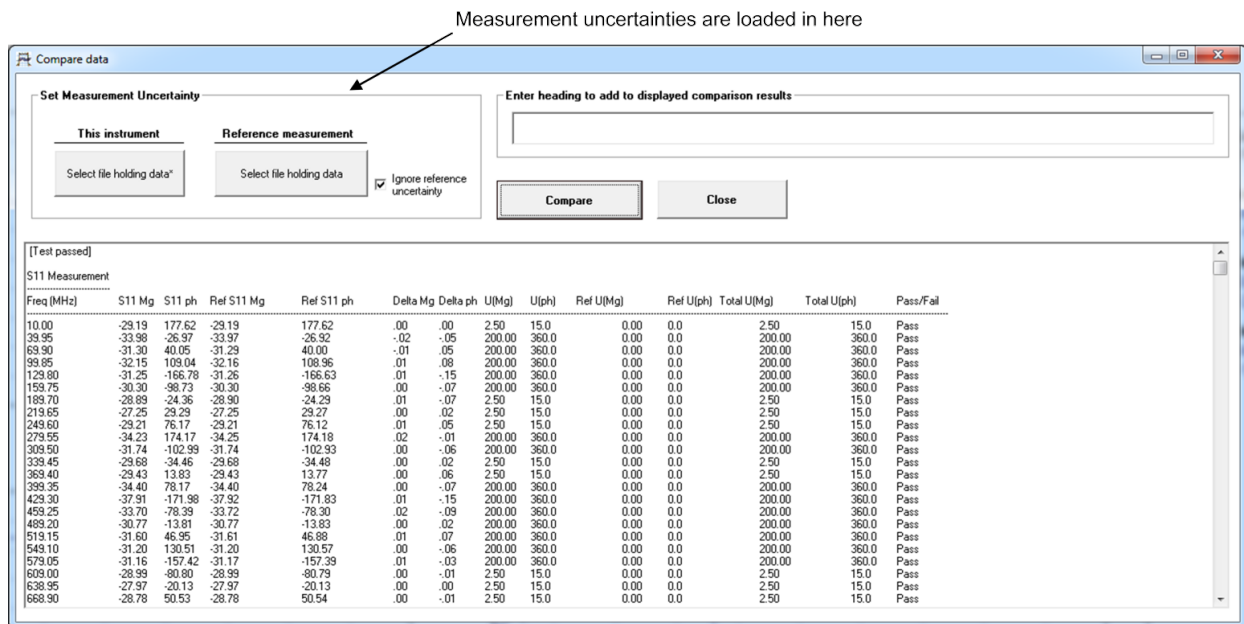 Measurement uncertainties are loaded in here
Compare data
Set Measurement Uncertainty
This instrument Reference measurement
Select file holding data* Select file holding data
Ignore reference uncertainty
Enter heading to add to displayed comparison results
Compare Close
[Test passed]
S11 Measurement
Freq (MHz) S11 Mg S11 ph Ref S11 Mg Ref S11 ph Delta Mg Delta ph U(Mg) U(ph) Ref U(Mg) Ref U(ph) Total U(Mg) Total U(ph) Pass/Fail
10.00 -29.19 177.62 -29.19 177.62 .00 .00 2.50 15.0 0.00 0.0 2.50 15.0 Pass
39.95 -33.98 -26.97 -33.97 -26.92 -.02 -.05 200.00 360.0 0.00 0.0 200.00 360.0 Pass
69.90 -31.30 40.05 -31.29 40.00 -.01 .05 200.00 360.0 0.00 0.0 200.00 360.0 Pass
99.85 -32.15 109.04 -32.16 108.96 .01 .08 200.00 360.0 0.00 0.0 200.00 360.0 Pass
129.80 -31.25 -166.78 -31.26 -166.63 .01 -.15 200.00 360.0 0.00 0.0 200.00 360.0 Pass
159.75 -30.30 -98.73 -30.30 -98.66 .00 -.07 200.00 360.0 0.00 0.0 200.00 360.0 Pass
189.70 -28.89 -24.36 -28.90 -24.29 .01 -.07 2.50 15.0 0.00 0.0 2.50 15.0 Pass
219.65 -27.25 29.29 -27.25 29.27 .00 .02 2.50 15.0 0.00 0.0 2.50 15.0 Pass
249.60 -29.21 76.17 -29.21 76.12 .01 .05 2.50 15.0 0.00 0.0 2.50 15.0 Pass
279.55 -34.23 174.17 -34.25 174.18 .02 -.01 200.00 360.0 0.00 0.0 200.00 360.0 Pass
309.50 -31.74 -102.99 -31.74 -102.93 .00 -.06 200.00 360.0 0.00 0.0 200.00 360.0 Pass
339.45 -29.68 -34.46 -29.68 -34.48 .00 .02 2.50 15.0 0.00 0.0 2.50 15.0 Pass
369.40 -29.43 13.83 -29.43 13.77 .00 .06 2.50 15.0 0.00 0.0 2.50 15.0 Pass
399.35 -34.40 78.17 -34.40 78.24 .00 -.07 200.00 360.0 0.00 0.0 200.00 360.0 Pass
429.30 -37.91 -171.98 -37.92 -171.83 .01 -.15 200.00 360.0 0.00 0.0 200.00 360.0 Pass
459.25 -33.70 -78.39 -33.72 -78.30 .02 -.09 200.00 360.0 0.00 0.0 200.00 360.0 Pass
489.20 -30.77 -13.81 -30.77 -13.83 .00 .02 200.00 360.0 0.00 0.0 200.00 360.0 Pass
519.15 -31.60 46.95 -31.61 46.88 .01 .07 200.00 360.0 0.00 0.0 200.00 360.0 Pass
549.10 -31.20 130.51 -31.20 130.57 .00 -.06 200.00 360.0 0.00 0.0 200.00 360.0 Pass
579.05 -31.16 -157.42 -31.17 -157.39 .01 -.03 200.00 360.0 0.00 0.0 200.00 360.0 Pass
609.00 -28.99 -80.80 -28.99 -80.79 .00 -.01 2.50 15.0 0.00 0.0 2.50 15.0 Pass
638.95 -27.97 -20.13 -27.97 -20.13 .00 .00 2.50 15.0 0.00 0.0 2.50 15.0 Pass
668.90 -28.78 50.53 -28.78 50.54 .00 -.01 2.50 15.0 0.00 0.0 2.50 15.0 Pass